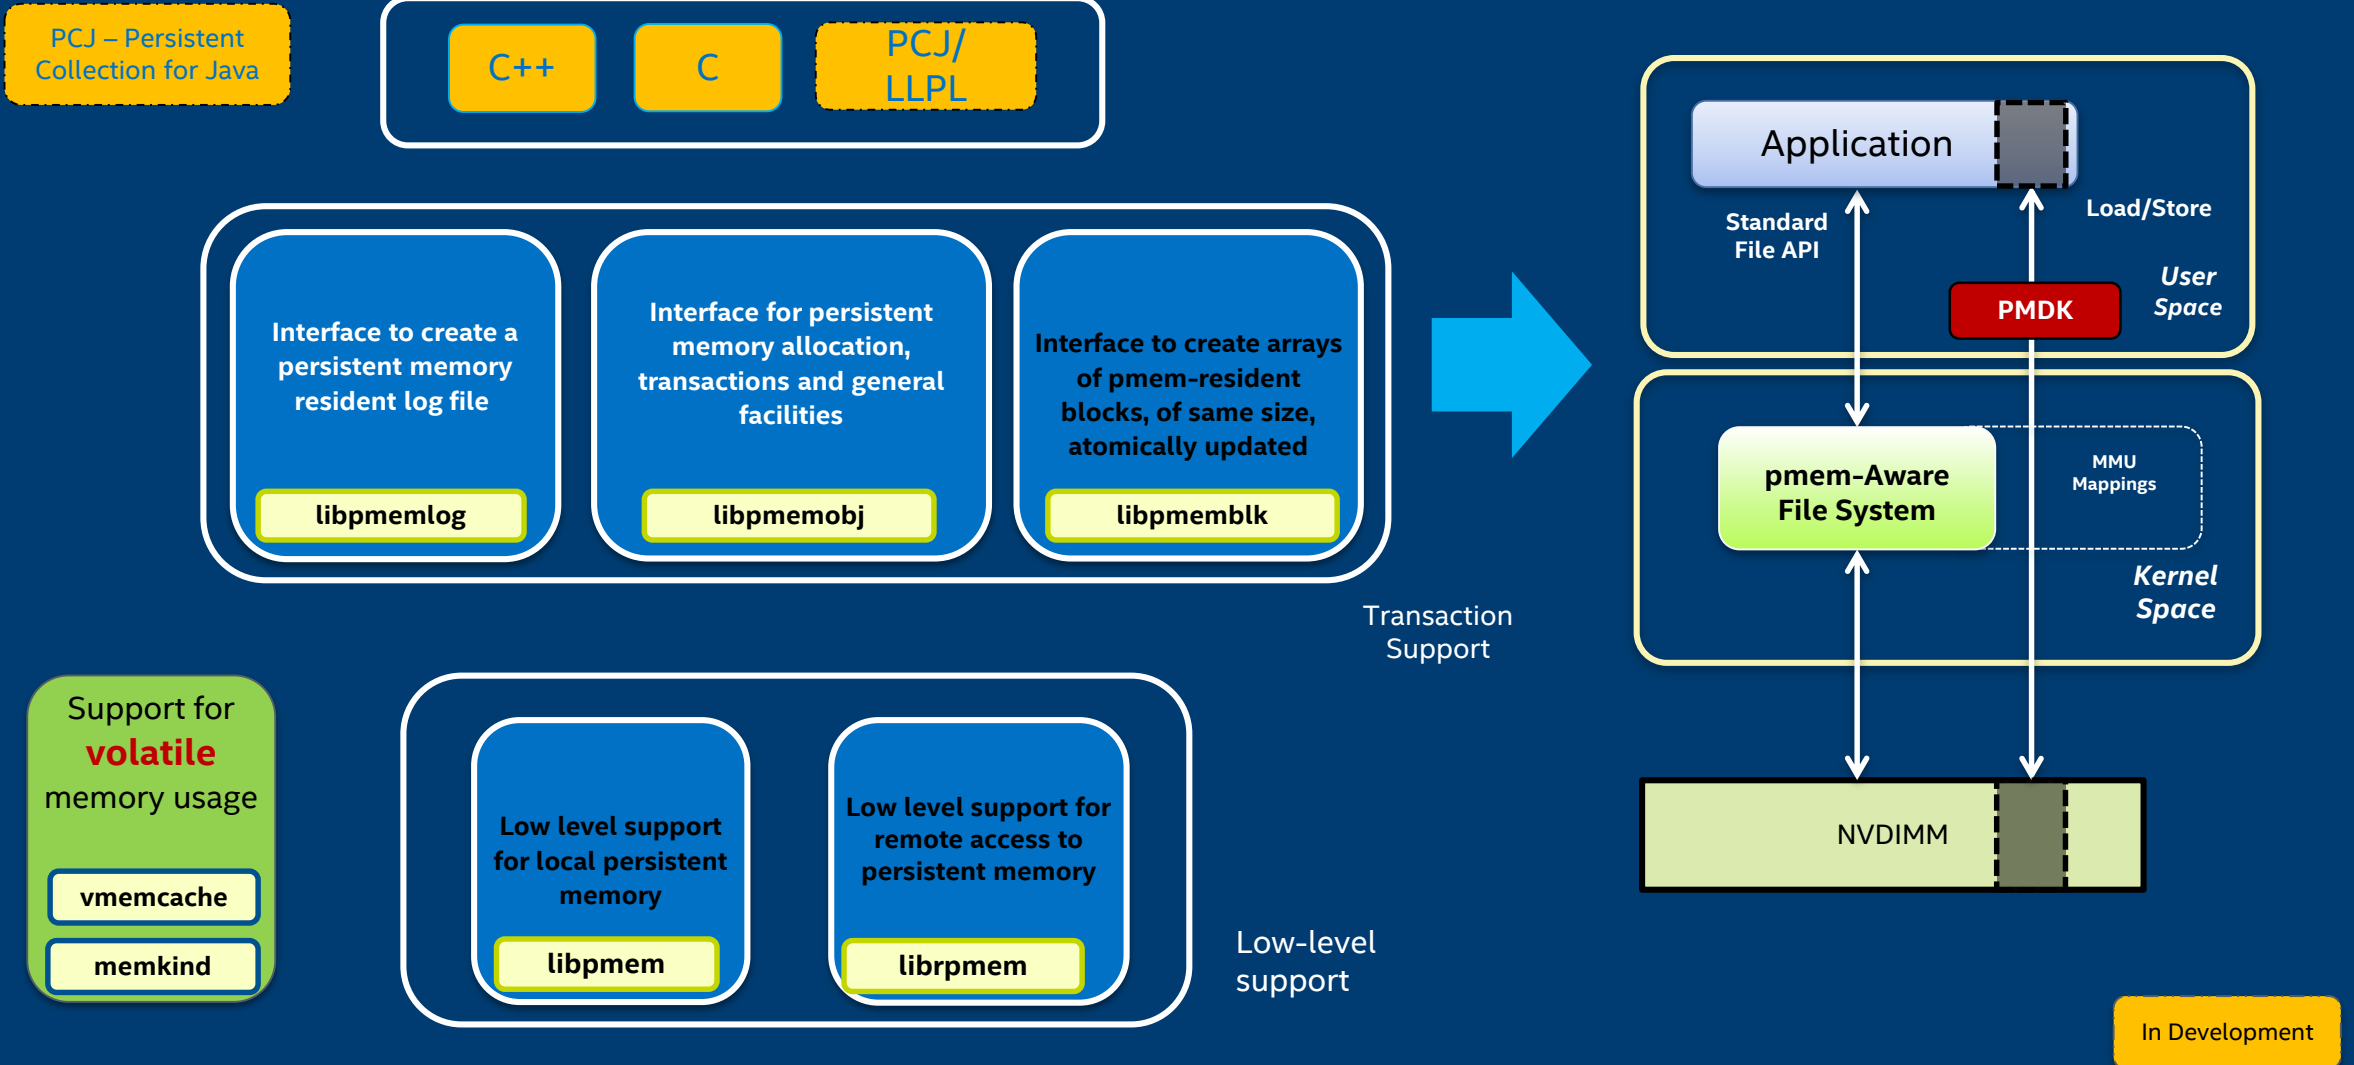 PCJ – Persistent
Collection for Java
C++
C
PCJ/
LLPL
Interface to create a
persistent memory
resident log file
libpmemlog
Interface for persistent
memory allocation,
transactions and general
facilities
libpmemobj
Interface to create arrays
of pmem-resident
blocks, of same size,
atomically updated
libpmemblk
Transaction
Support
Support for
volatile
memory usage
vmemcache
memkind
Low level support
for local persistent
memory
libpmem
Low level support for
remote access to
persistent memory
librpmem
Low-level
support
Application
Standard
File API
Load/Store
User
Space
PMDK
pmem-Aware
File System
MMU
Mappings
Kernel
Space
NVDIMM
In Development